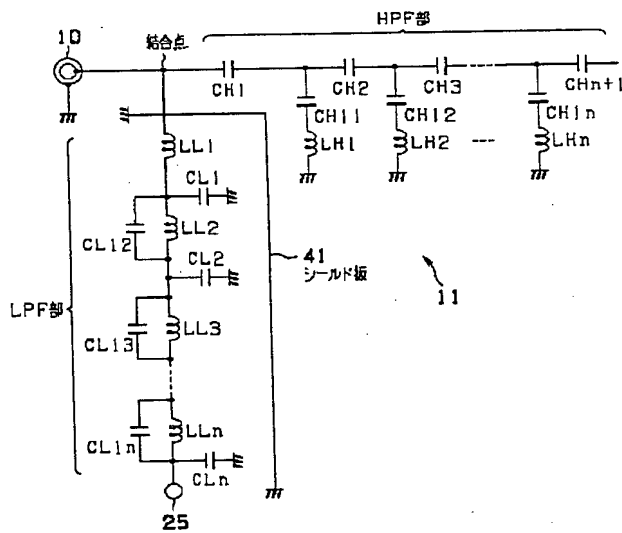 HPF部
10
結合点
CH1
CH2
CH3
CHn+1
CH11
CH12
CH1n
LH1
LH2
LHn
LL1
CL1
LL2
CL12
CL2
41
シールド板
11
LPF部
LL3
CL13
LLn
CL1n
CLn
25